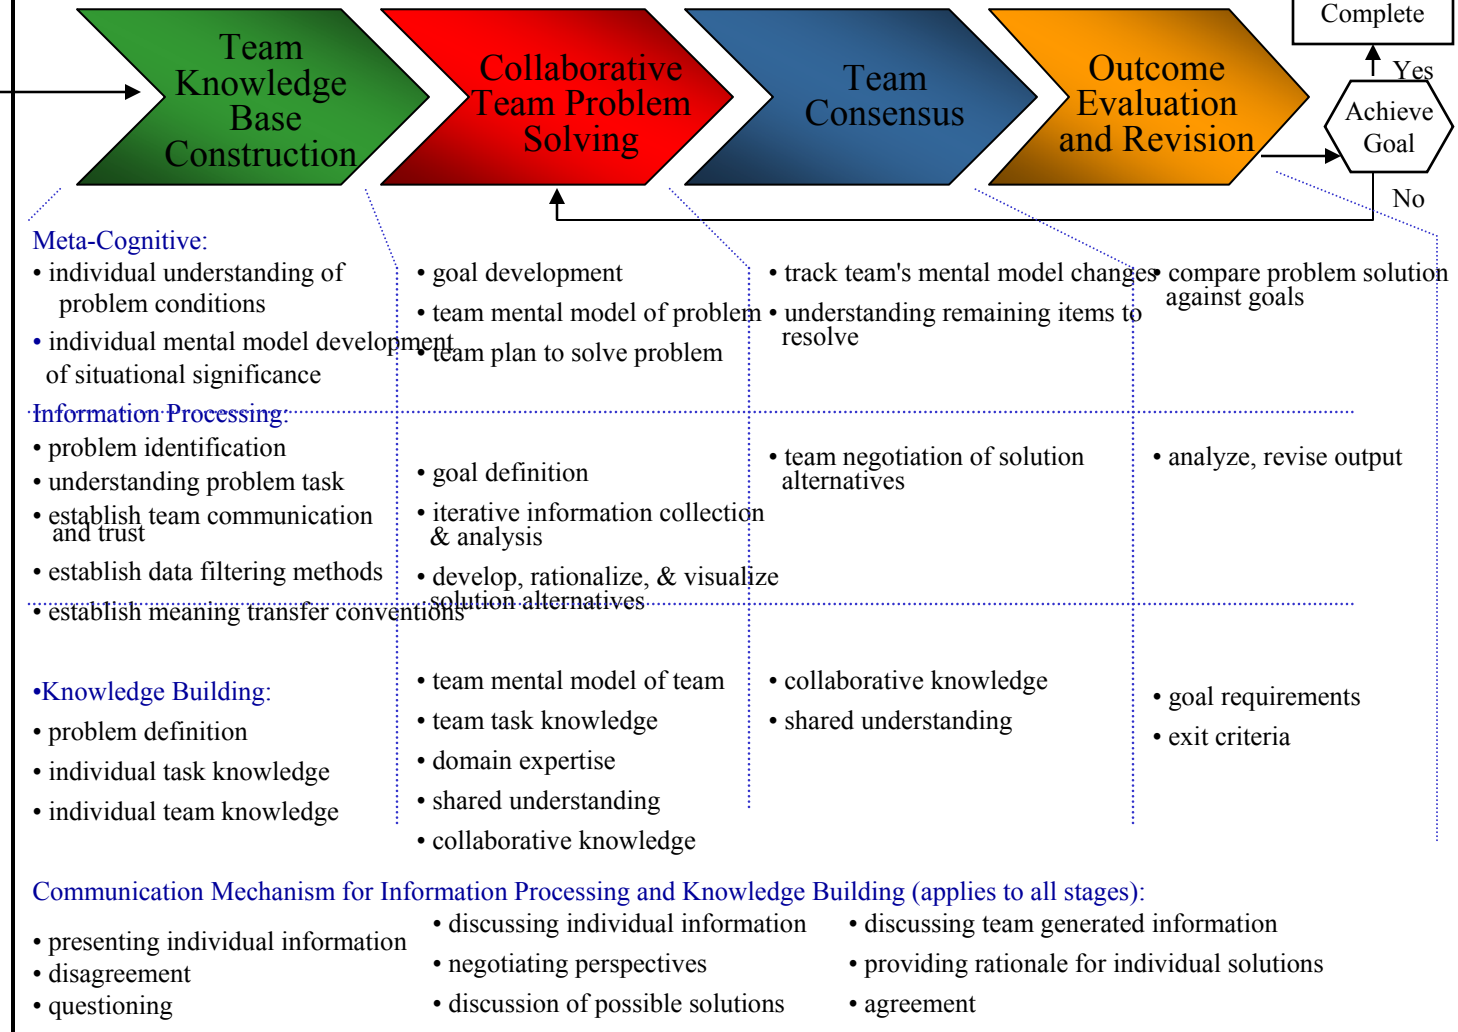 Team
Knowledge
Base
Construction
Collaborative
Team Problem
Solving
Team
Consensus
Outcome
Evaluation
and Revision
Complete
Yes
Achieve
Goal
No
Meta-Cognitive:
• individual understanding of
problem conditions
• individual mental model development
of situational significance
• goal development
• team mental model of problem
• team plan to solve problem
• track team's mental model changes
• understanding remaining items to
resolve
• compare problem solution
against goals
Information Processing:
• problem identification
• understanding problem task
• establish team communication
and trust
• establish data filtering methods
• establish meaning transfer conventions
• goal definition
• iterative information collection
& analysis
• develop, rationalize, & visualize
solution alternatives
• team negotiation of solution
alternatives
• analyze, revise output
•Knowledge Building:
• problem definition
• individual task knowledge
• individual team knowledge
• team mental model of team
• team task knowledge
• domain expertise
• shared understanding
• collaborative knowledge
• collaborative knowledge
• shared understanding
• goal requirements
• exit criteria
Communication Mechanism for Information Processing and Knowledge Building (applies to all stages):
• presenting individual information
• disagreement
• questioning
• discussing individual information
• negotiating perspectives
• discussion of possible solutions
• discussing team generated information
• providing rationale for individual solutions
• agreement